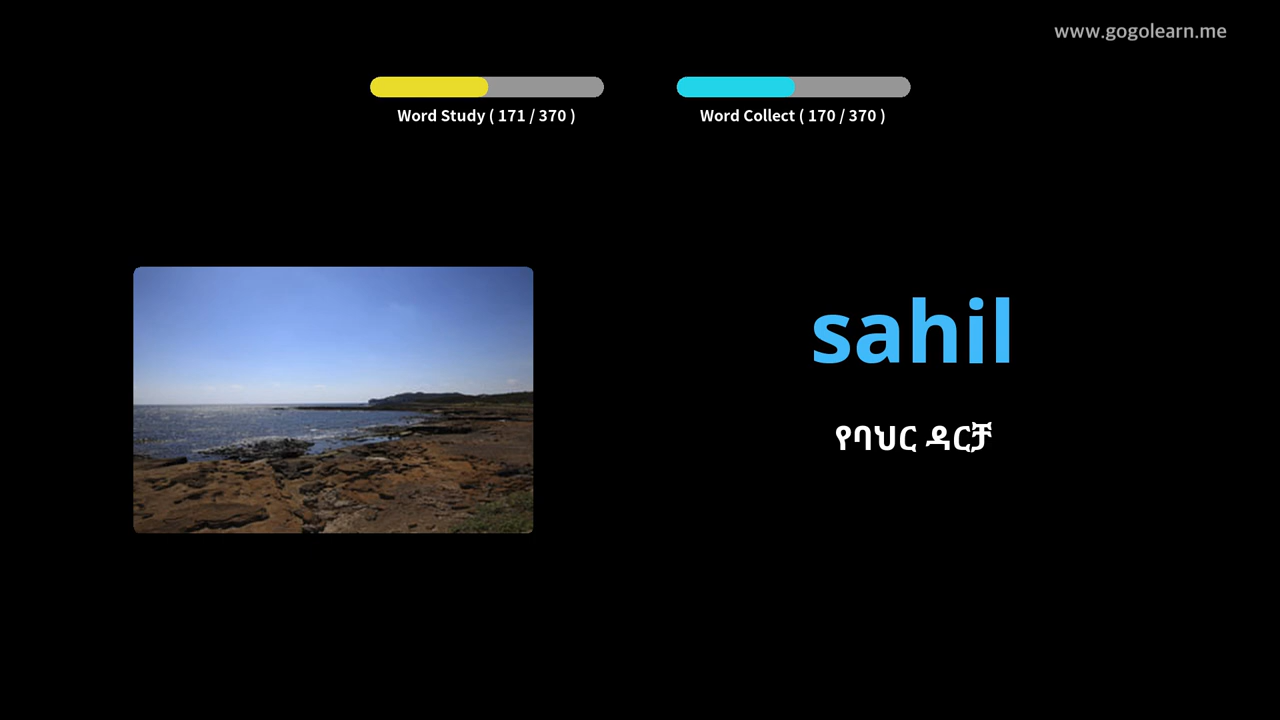 www.gogolearn.me
Word Study ( 171 / 370 )
Word Collect ( 170 / 370 )
sahil
የባህር ዳርቻ